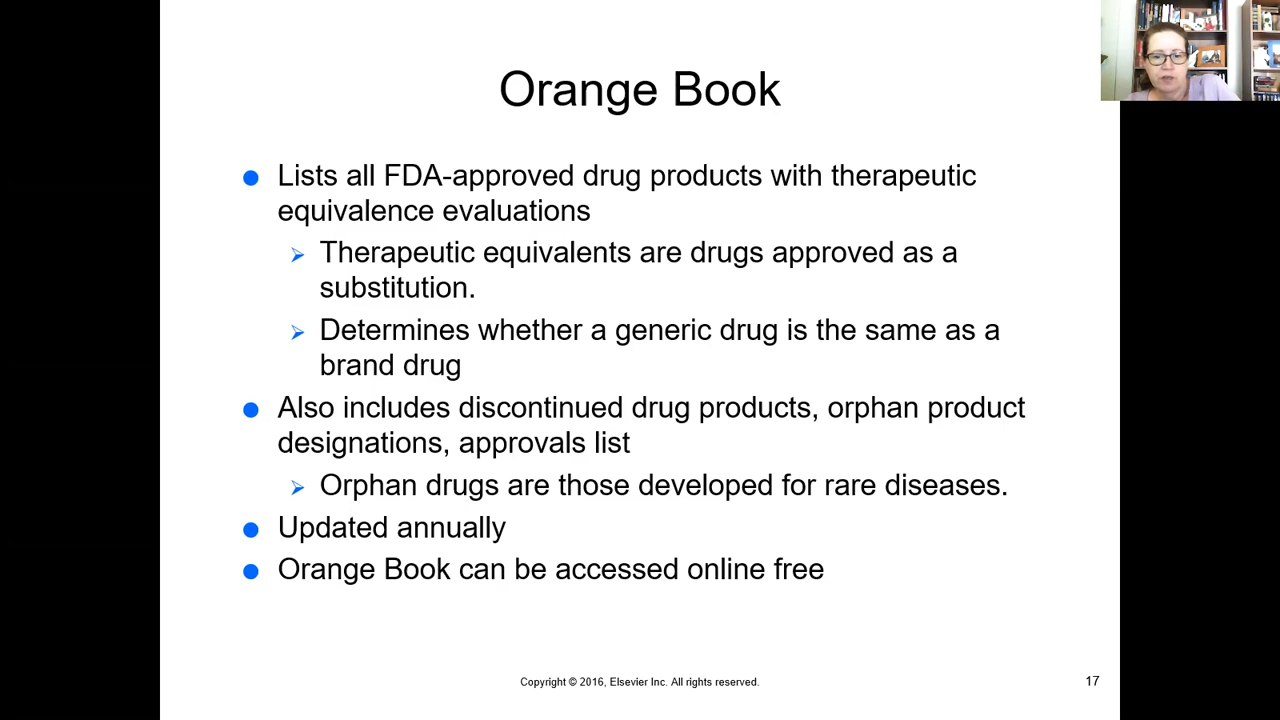 Orange Book
Lists all FDA-approved drug products with therapeutic
equivalence evaluations
Therapeutic equivalents are drugs approved as a
substitution.
Determines whether a generic drug is the same as a
brand drug
Also includes discontinued drug products, orphan product
designations, approvals list
Orphan drugs are those developed for rare diseases.
Updated annually
Orange Book can be accessed online free
Copyright © 2016, Elsevier Inc. All rights reserved.
17